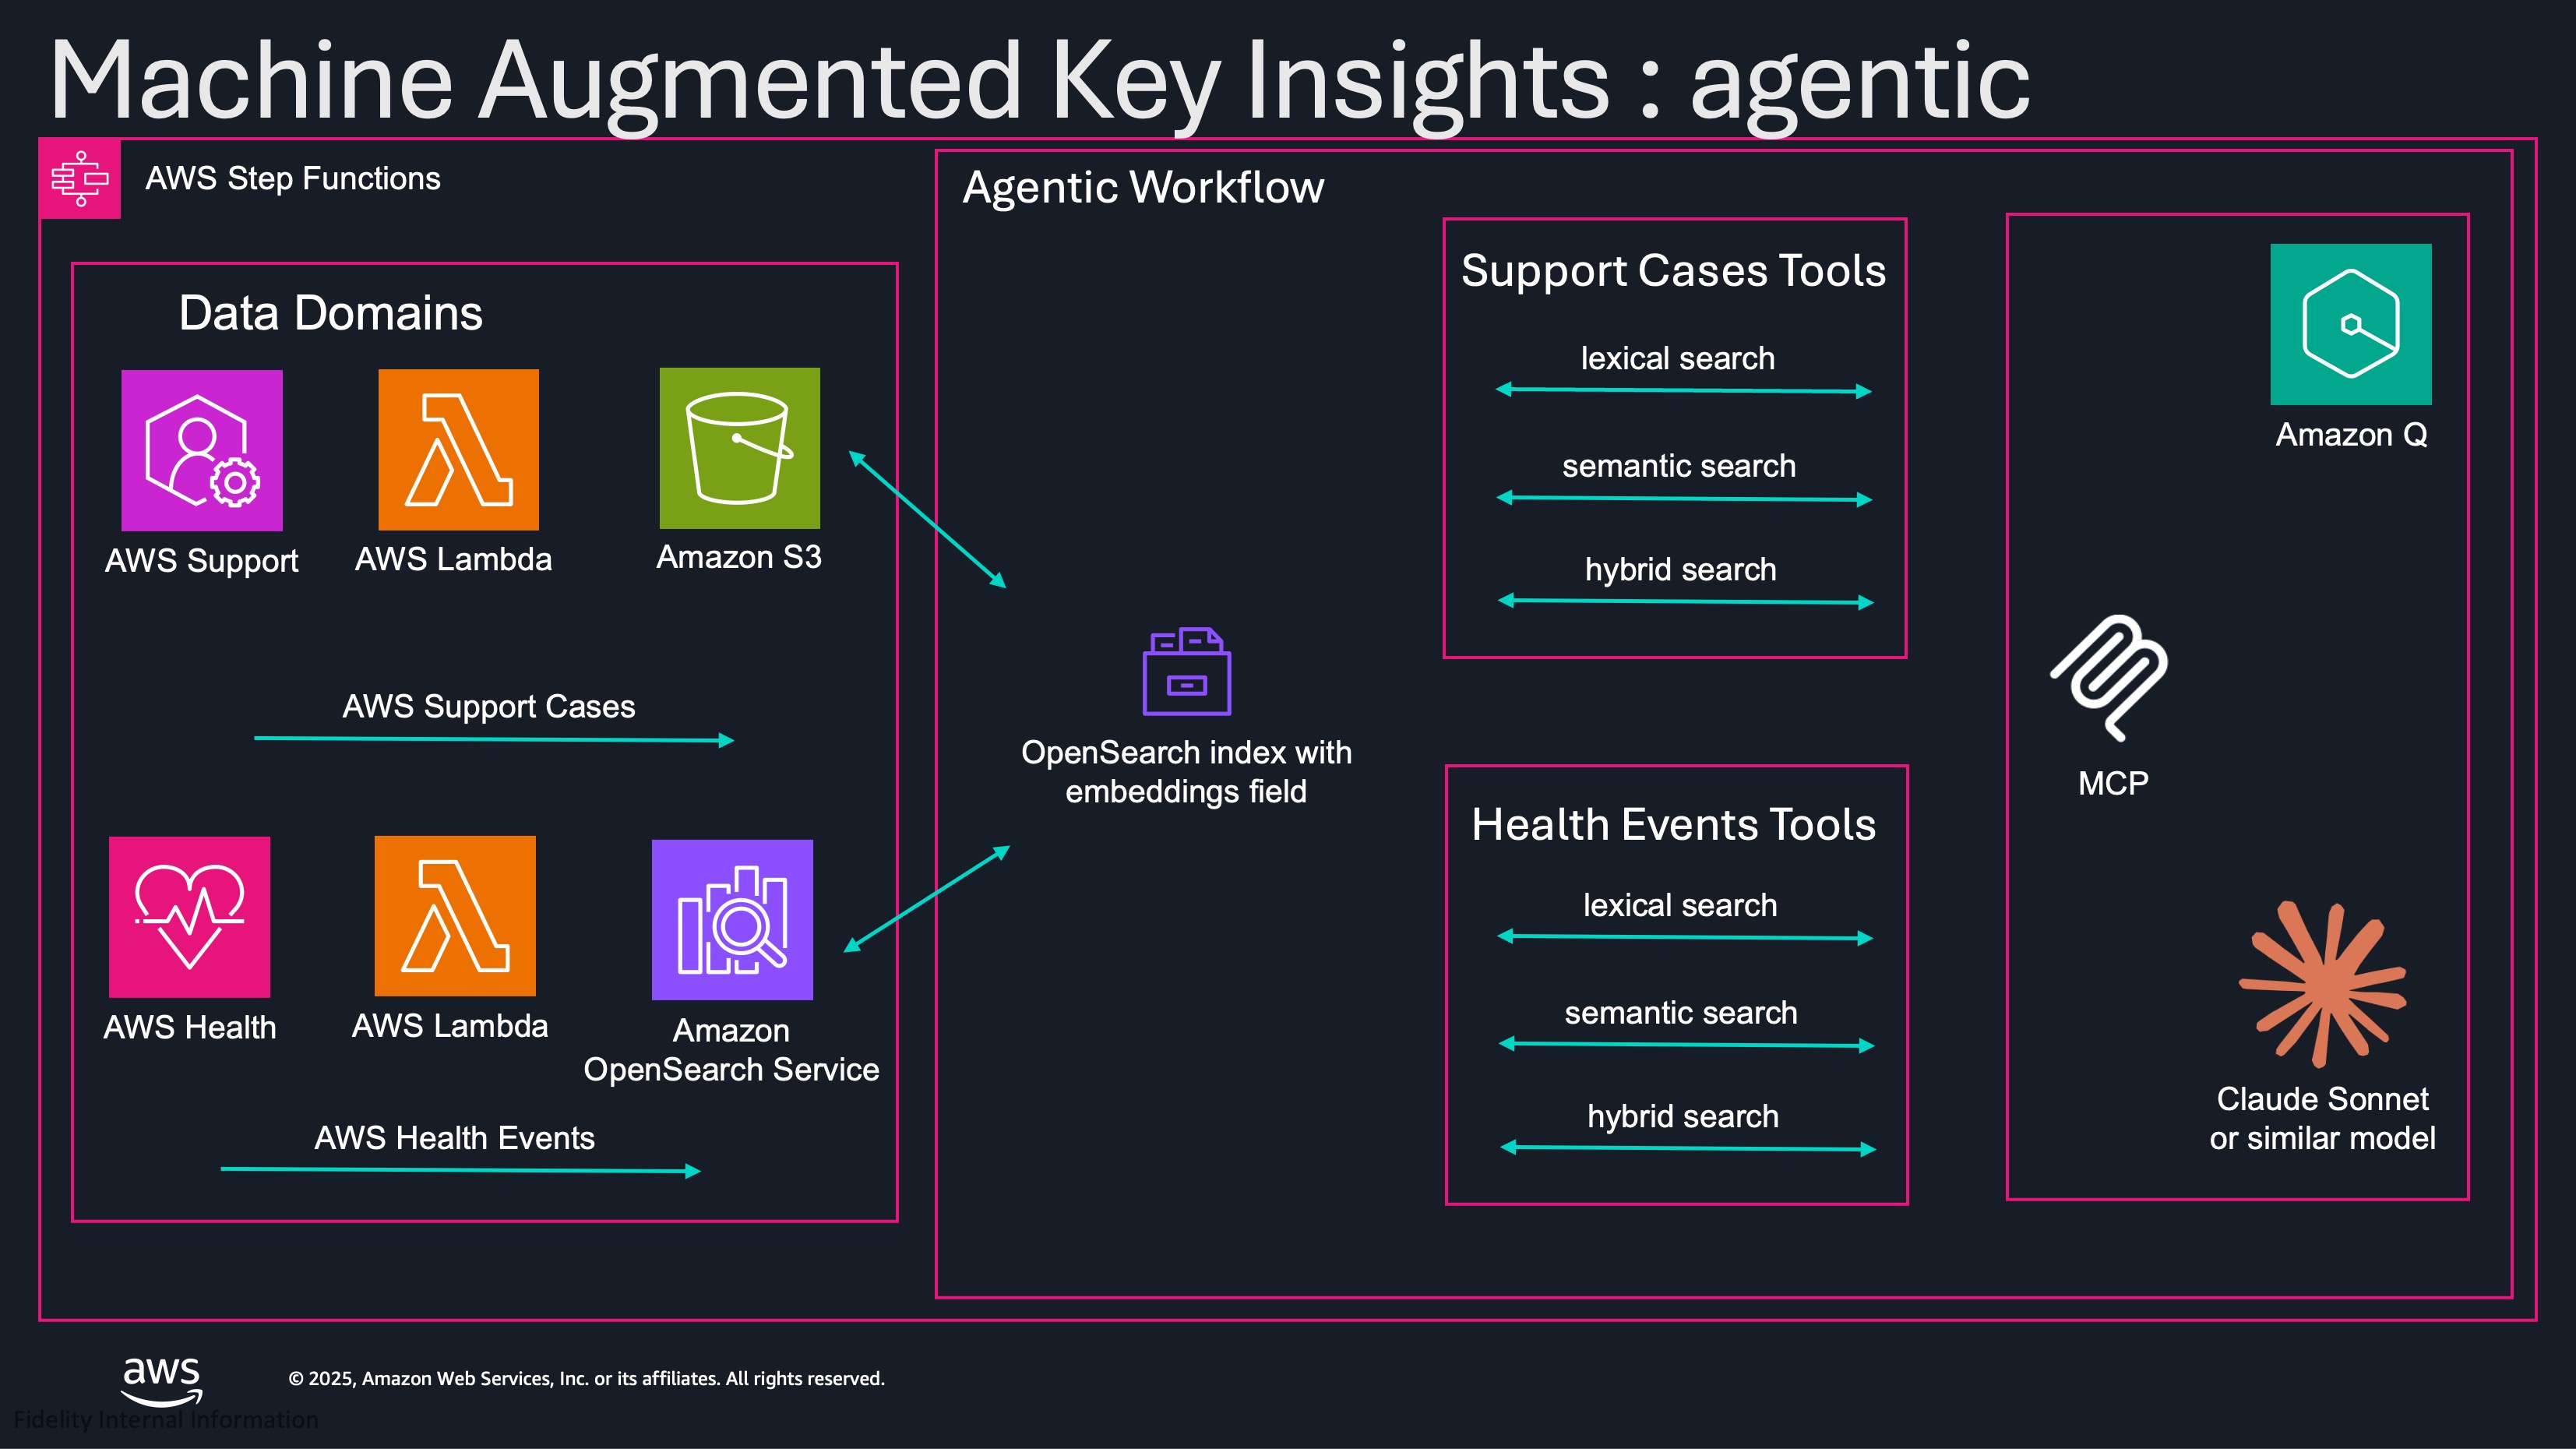 Machine Augmented Key Insights : agentic
AWS Step Functions
Data Domains
AWS Support
AWS Lambda
Amazon S3
AWS Support Cases
AWS Health
AWS Lambda
Amazon
OpenSearch Service
AWS Health Events
Agentic Workflow
OpenSearch index with
embeddings field
Support Cases Tools
lexical search
semantic search
hybrid search
Health Events Tools
lexical search
semantic search
hybrid search
Amazon Q
MCP
Claude Sonnet
or similar model
aws
© 2025, Amazon Web Services, Inc. or its affiliates. All rights reserved.
Fidelity Internal Information